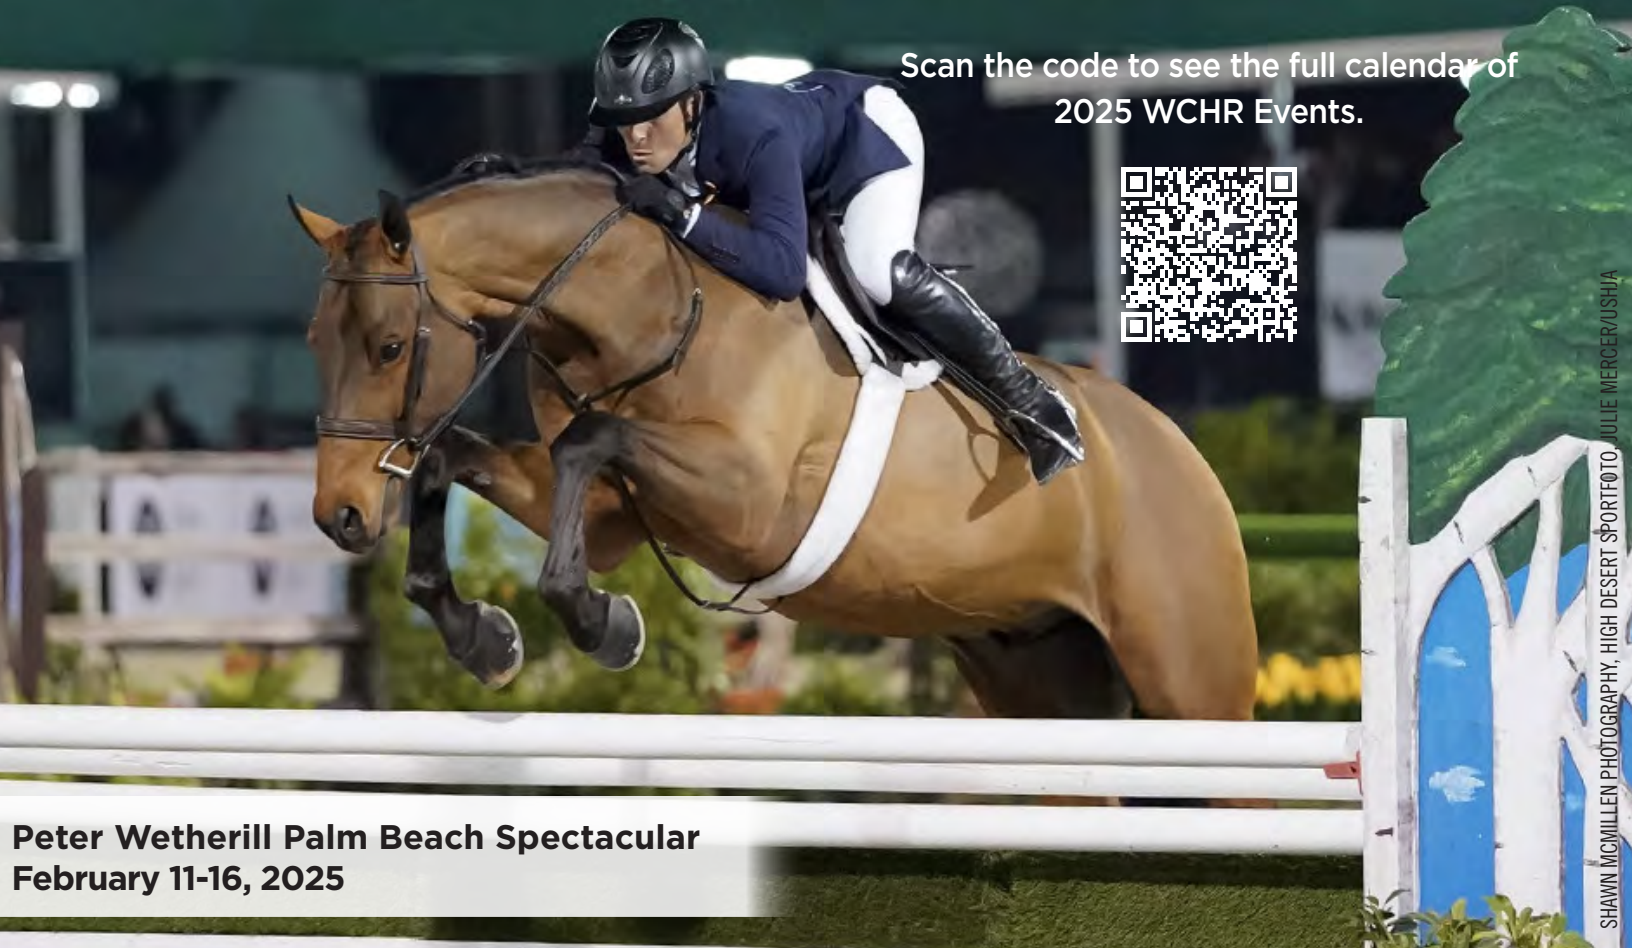 Scan the code to see the full calendar of
2025 WCHR Events.
SHAWN MCMILLEN PHOTOGRAPHY, HIGH DESERT SPORTFOTO, JULIE MERCER/USHJA
Peter Wetherill Palm Beach Spectacular
February 11-16, 2025